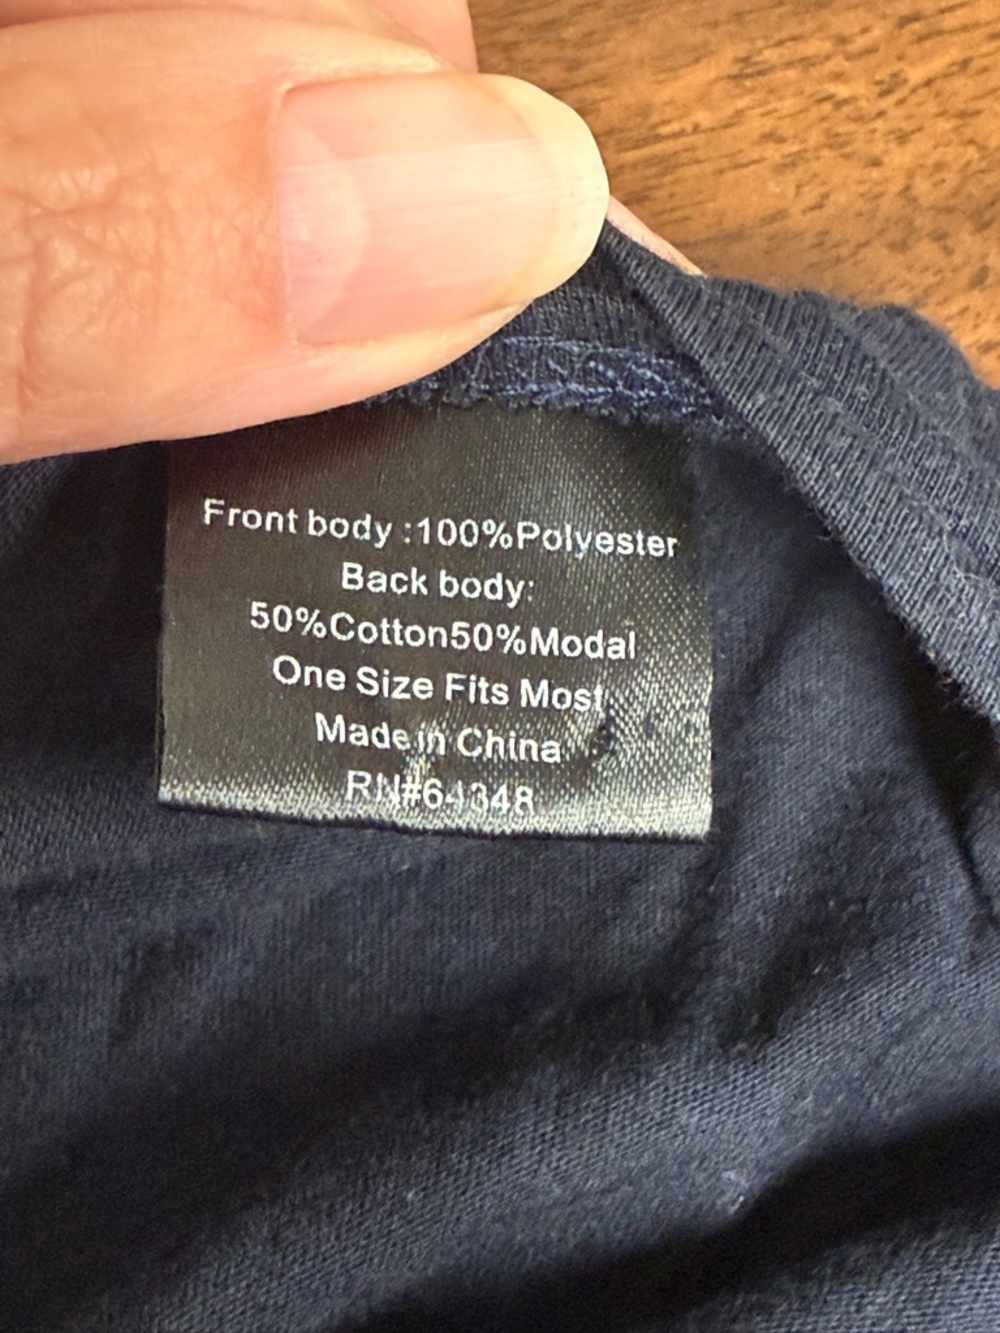 Front body :100%Polyester
Back body:
50%Cotton50%Modal
One Size Fits Most
Made in China
RN#64348